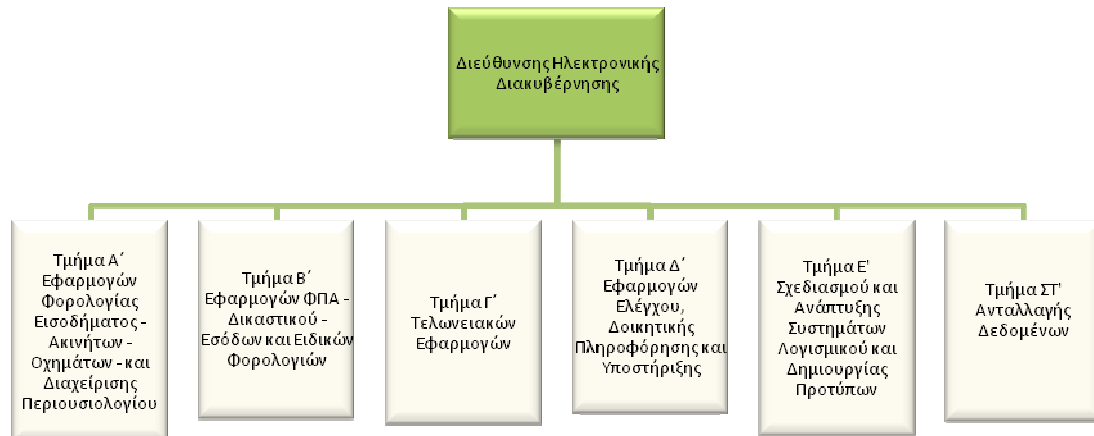 Διεύθυνσης Ηλεκτρονικής
Διακυβέρνησης
Τμήμα Α΄
Εφαρμογών
Φορολογίας
Εισοδήματος -
Ακινήτων -
Οχημάτων - και
Διαχείρισης
Περιουσιολογίου
Τμήμα Β΄
Εφαρμογών ΦΠΑ -
Δικαστικού -
Εσόδων και Ειδικών
Φορολογιών
Τμήμα Γ΄
Τελωνειακών
Εφαρμογών
Τμήμα Δ΄
Εφαρμογών
Ελέγχου,
Δοικητικής
Πληροφόρησης και
Υποστήριξης
Τμήμα Ε'
Σχεδιασμού και
Ανάπτυξης
Συστημάτων
Λογισμικού και
Δημιουργίας
Προτύπων
Τμήμα ΣΤ'
Ανταλλαγής
Δεδομένων